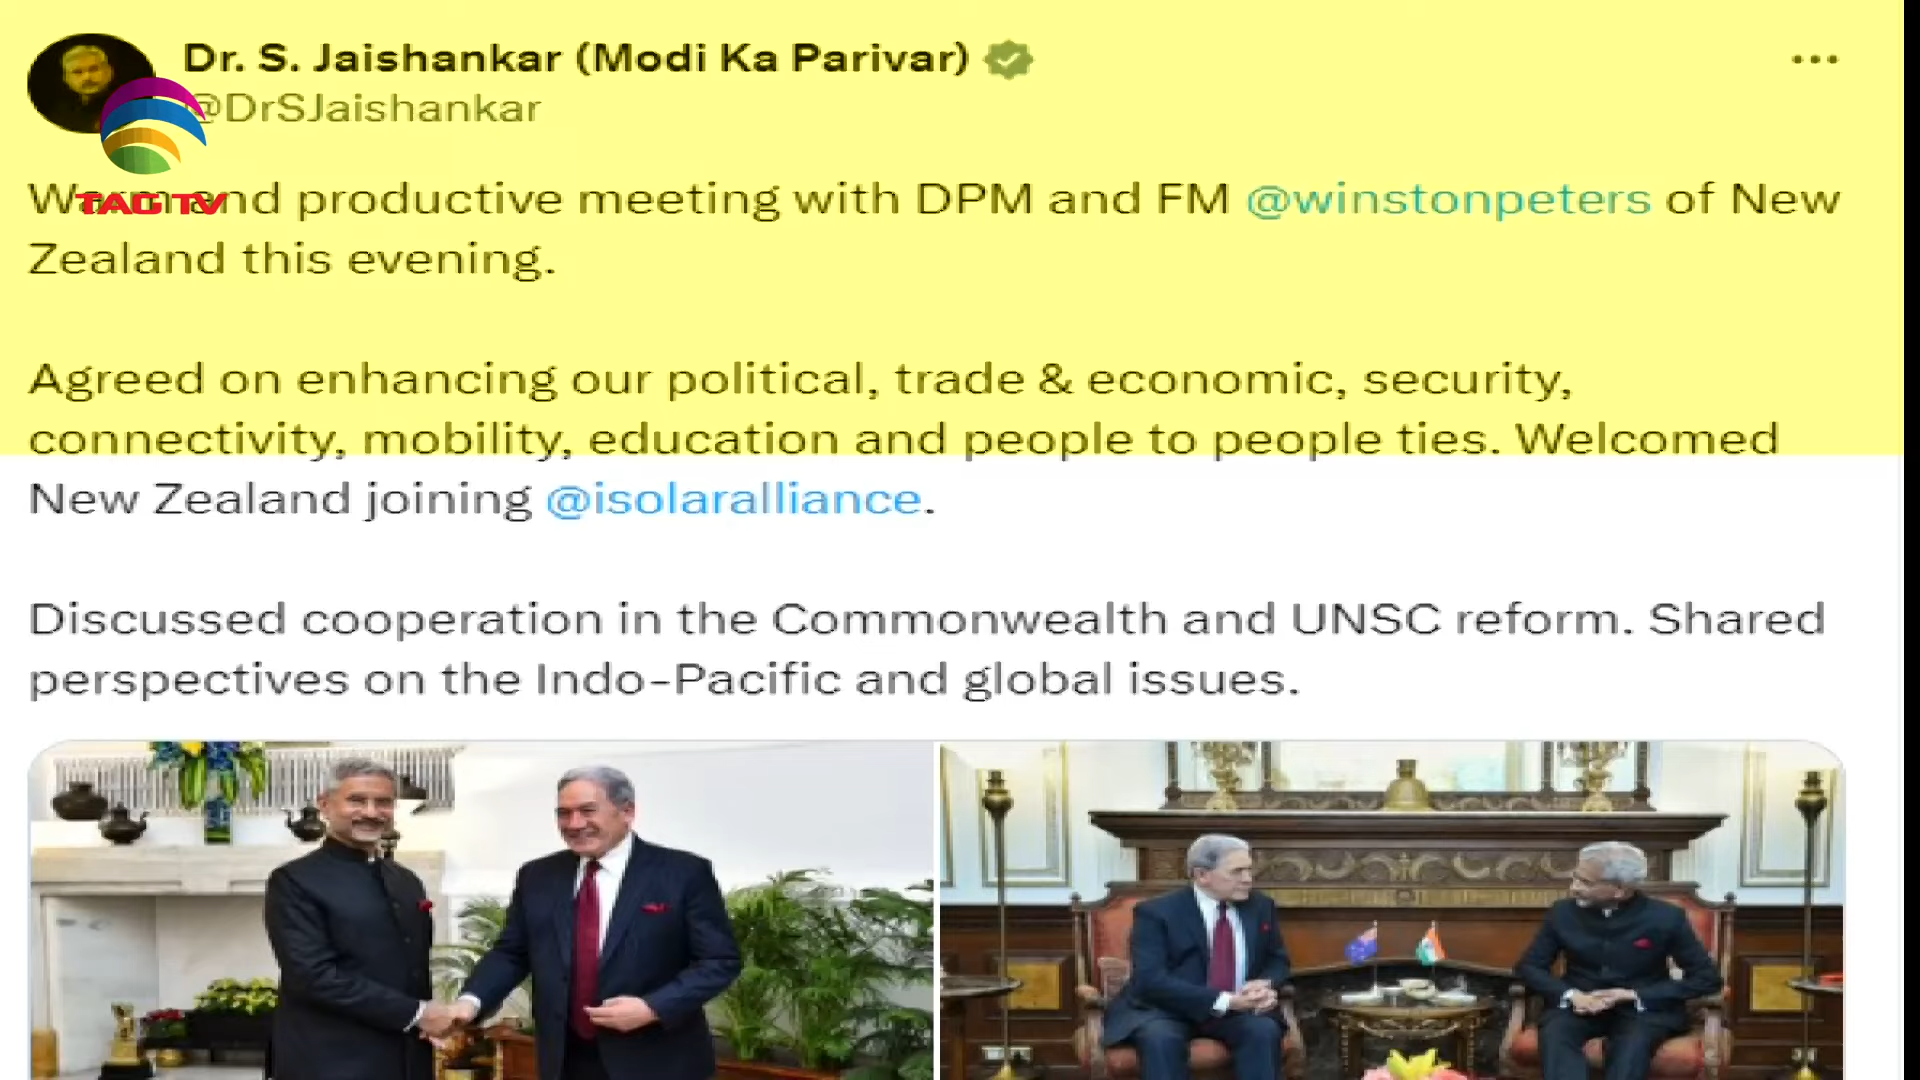 Dr. S. Jaishankar (Modi Ka Parivar)
@DrSJaishankar
TAG TV
Warm and productive meeting with DPM and FM @winstonpeters of New
Zealand this evening.
Agreed on enhancing our political, trade & economic, security,
connectivity, mobility, education and people to people ties. Welcomed
New Zealand joining @isolaralliance.
Discussed cooperation in the Commonwealth and UNSC reform. Shared
perspectives on the Indo-Pacific and global issues.